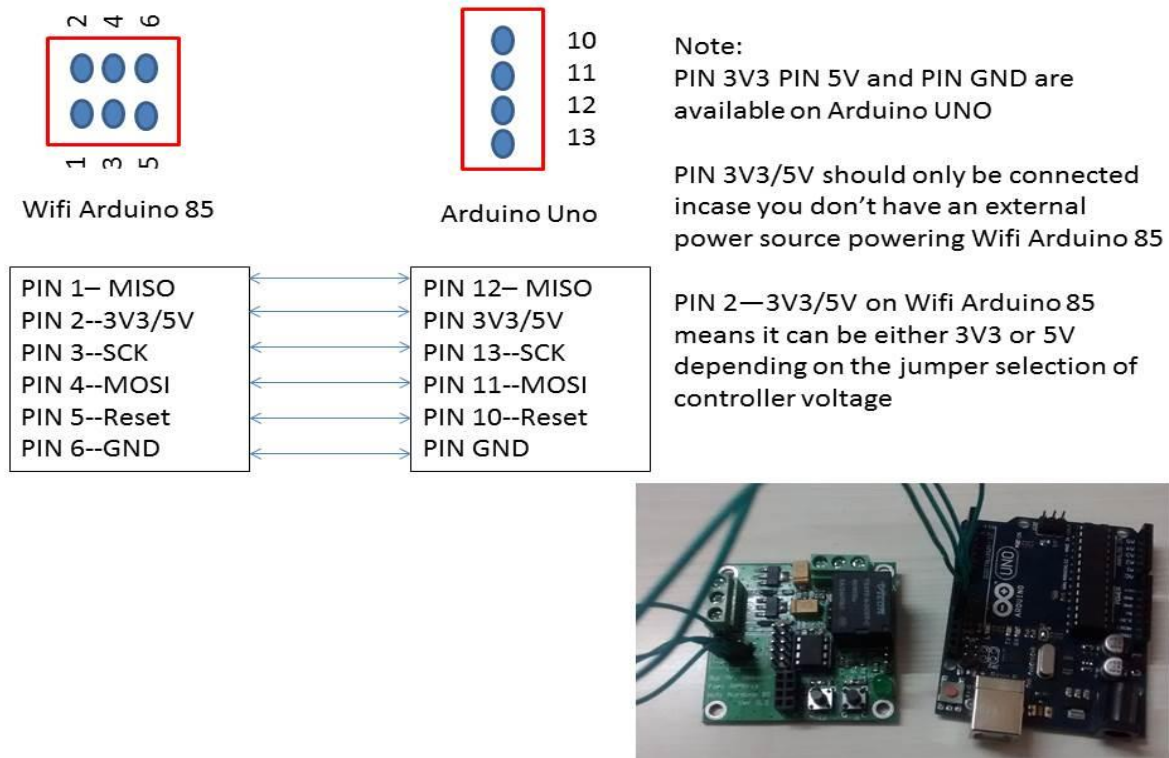 2 4 6
1 3 5
Wifi Arduino 85
10
11
12
13
Arduino Uno
PIN 1– MISO
PIN 2--3V3/5V
PIN 3--SCK
PIN 4--MOSI
PIN 5--Reset
PIN 6--GND
PIN 12– MISO
PIN 3V3/5V
PIN 13--SCK
PIN 11--MOSI
PIN 10--Reset
PIN GND
Note:
PIN 3V3 PIN 5V and PIN GND are
available on Arduino UNO
PIN 3V3/5V should only be connected
incase you don’t have an external
power source powering Wifi Arduino 85
PIN 2—3V3/5V on Wifi Arduino 85
means it can be either 3V3 or 5V
depending on the jumper selection of
controller voltage
UNO
ARDUINO